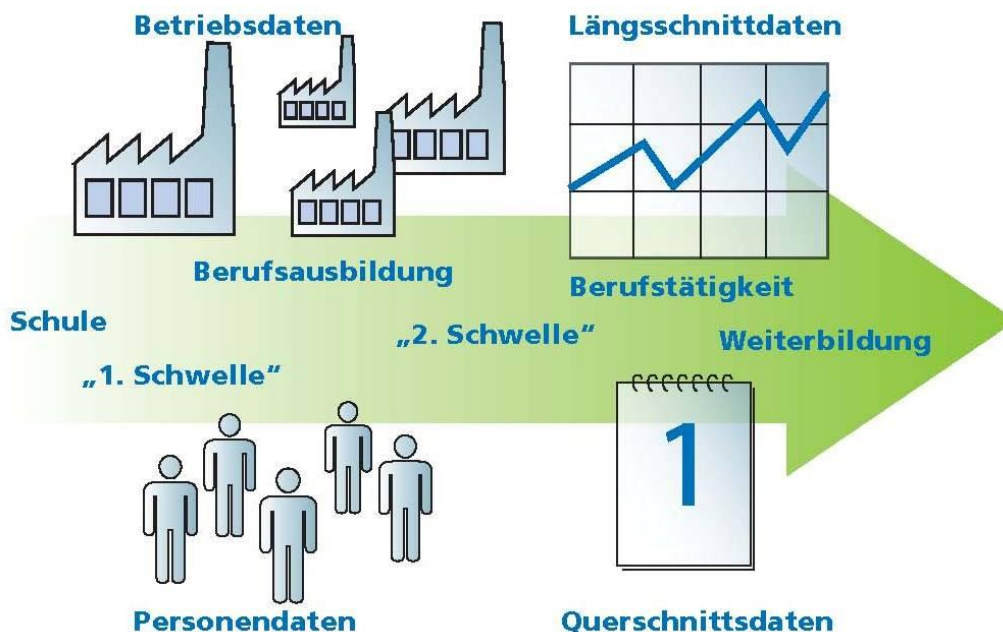 Betriebsdaten
Längsschnittdaten
Berufsausbildung
Berufstätigkeit
Schule
„2. Schwelle“
Weiterbildung
„1. Schwelle“
1
Personendaten
Querschnittsdaten